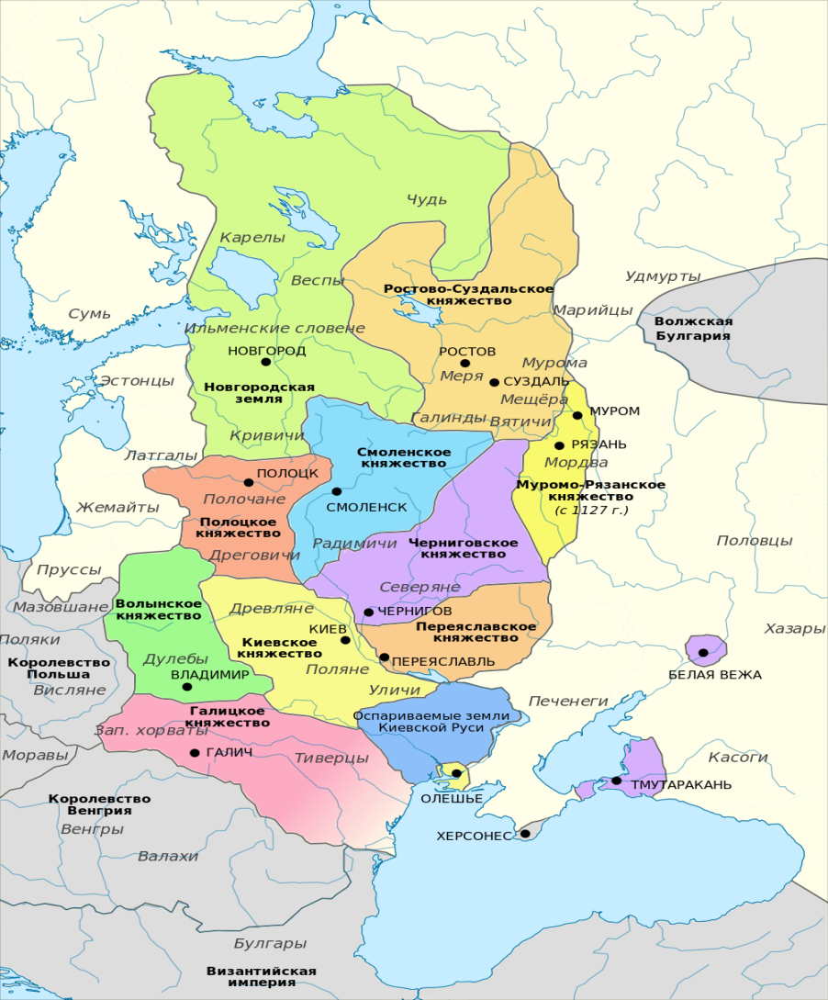 Чудь
Карелы
Веспы
Удмурты
Ростово-Суздальское
княжество
Сумь
Марийцы
Волжская
Булгария
Ильменские словене
НОВГОРОД
РОСТОВ
Меря
Мурома
Эстонцы
СУЗДАЛЬ
Новгородская
земля
Мещёра
МУРОМ
Галинды
Вятичи
Кривичи
РЯЗАНЬ
Латгалы
Смоленское
княжество
Мордва
ПОЛОЦК
Муромо-Рязанское
княжество
(с 1127 г.)
Полочане
Жемайты
СМОЛЕНСК
Полоцкое
княжество
Радимичи
Черниговское
княжество
Половцы
Дреговичи
Пруссы
Северяне
Мазовшане
Волынское
княжество
Древляне
ЧЕРНИГОВ
КИЕВ
Переяславское
княжество
Хазары
Поляки
Киевское
княжество
Дулебы
ПЕРЕЯСЛАВЛЬ
Королевство
Польша
ВЛАДИМИР
Поляне
БЕЛАЯ ВЕЖА
Висляне
Уличи
Печенеги
Галицкое
княжество
Оспариваемые земли
Киевской Руси
Зап. хорваты
Моравы
ГАЛИЧ
Тиверцы
Касоги
ТМУТАРАКАНЬ
ОЛЕШЬЕ
Королевство
Венгрия
Венгры
ХЕРСОНЕС
Валахи
Булгары
Византийская
империя